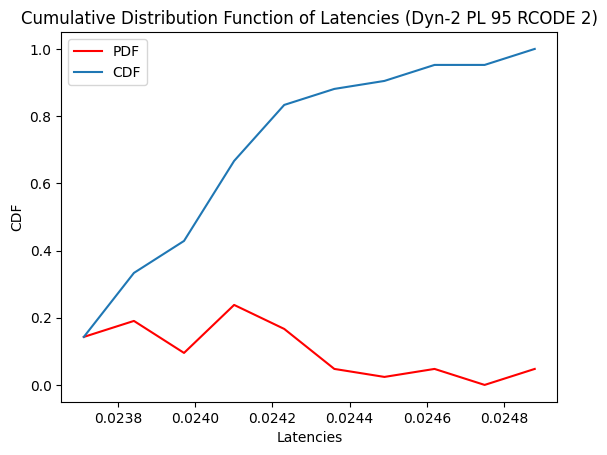 Cumulative Distribution Function of Latencies (Dyn-2 PL 95 RCODE 2)
PDF
CDF
1.0
0.8
0.6
0.4
0.2
0.0
CDF
0.0238
0.0240
0.0242
0.0244
0.0246
0.0248
Latencies